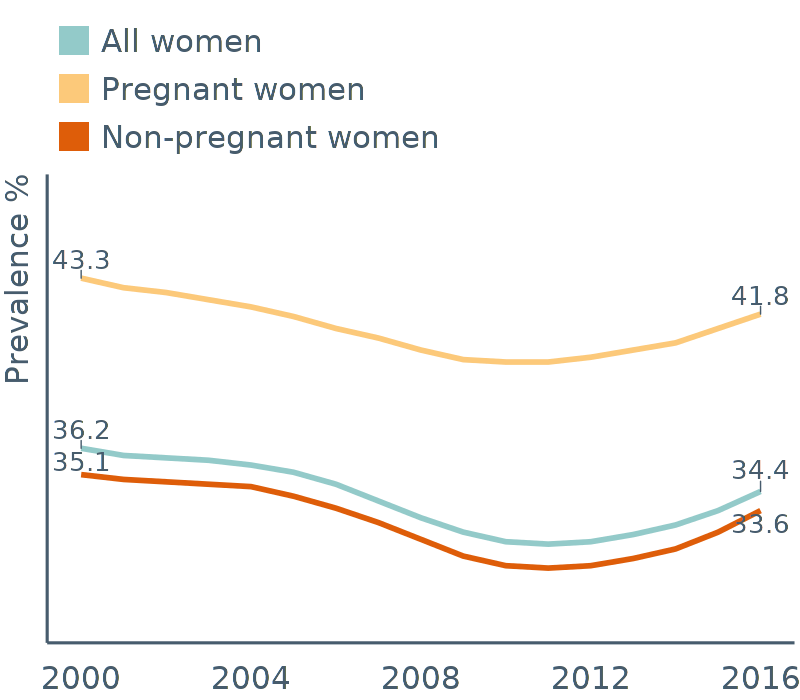 All women
Pregnant women
Non-pregnant women
Prevalence %
43.3
41.8
36.2
35.1
34.4
33.6
2000 2004 2008 2012 2016